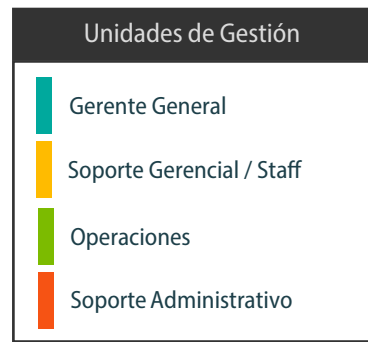 Unidades de Gestión
Gerente General
Soporte Gerencial / Staff
Operaciones
Soporte Administrativo